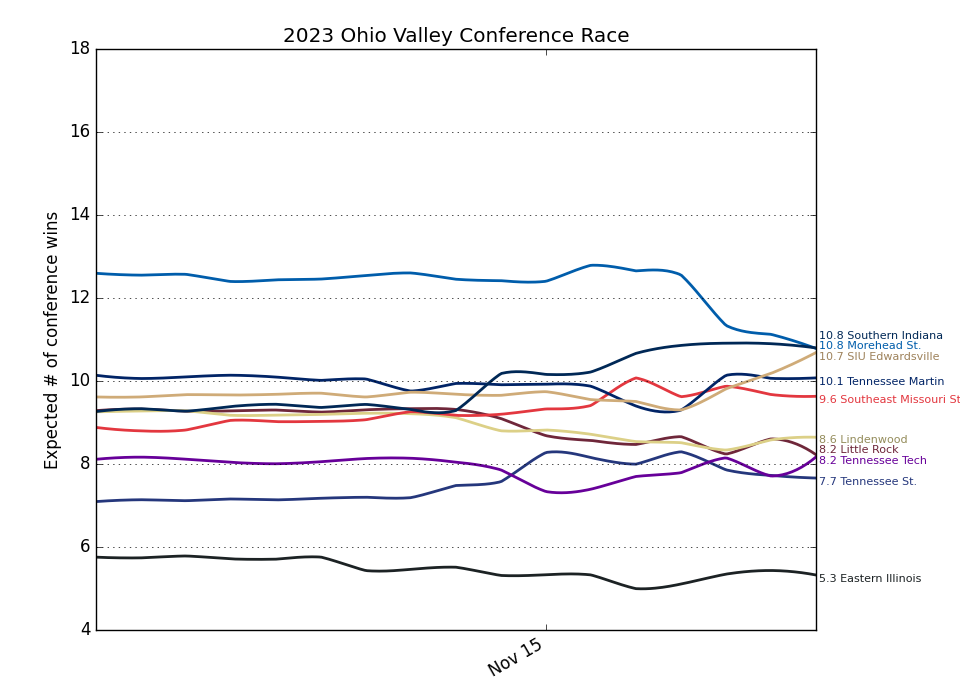 2023 Ohio Valley Conference Race
Expected # of conference wins
18
16
14
12
10
8
6
4
Nov 15
10.8 Southern Indiana
10.8 Morehead St.
10.7 SIU Edwardsville
10.1 Tennessee Martin
9.6 Southeast Missouri St
8.6 Lindenwood
8.2 Little Rock
8.2 Tennessee Tech
7.7 Tennessee St.
5.3 Eastern Illinois